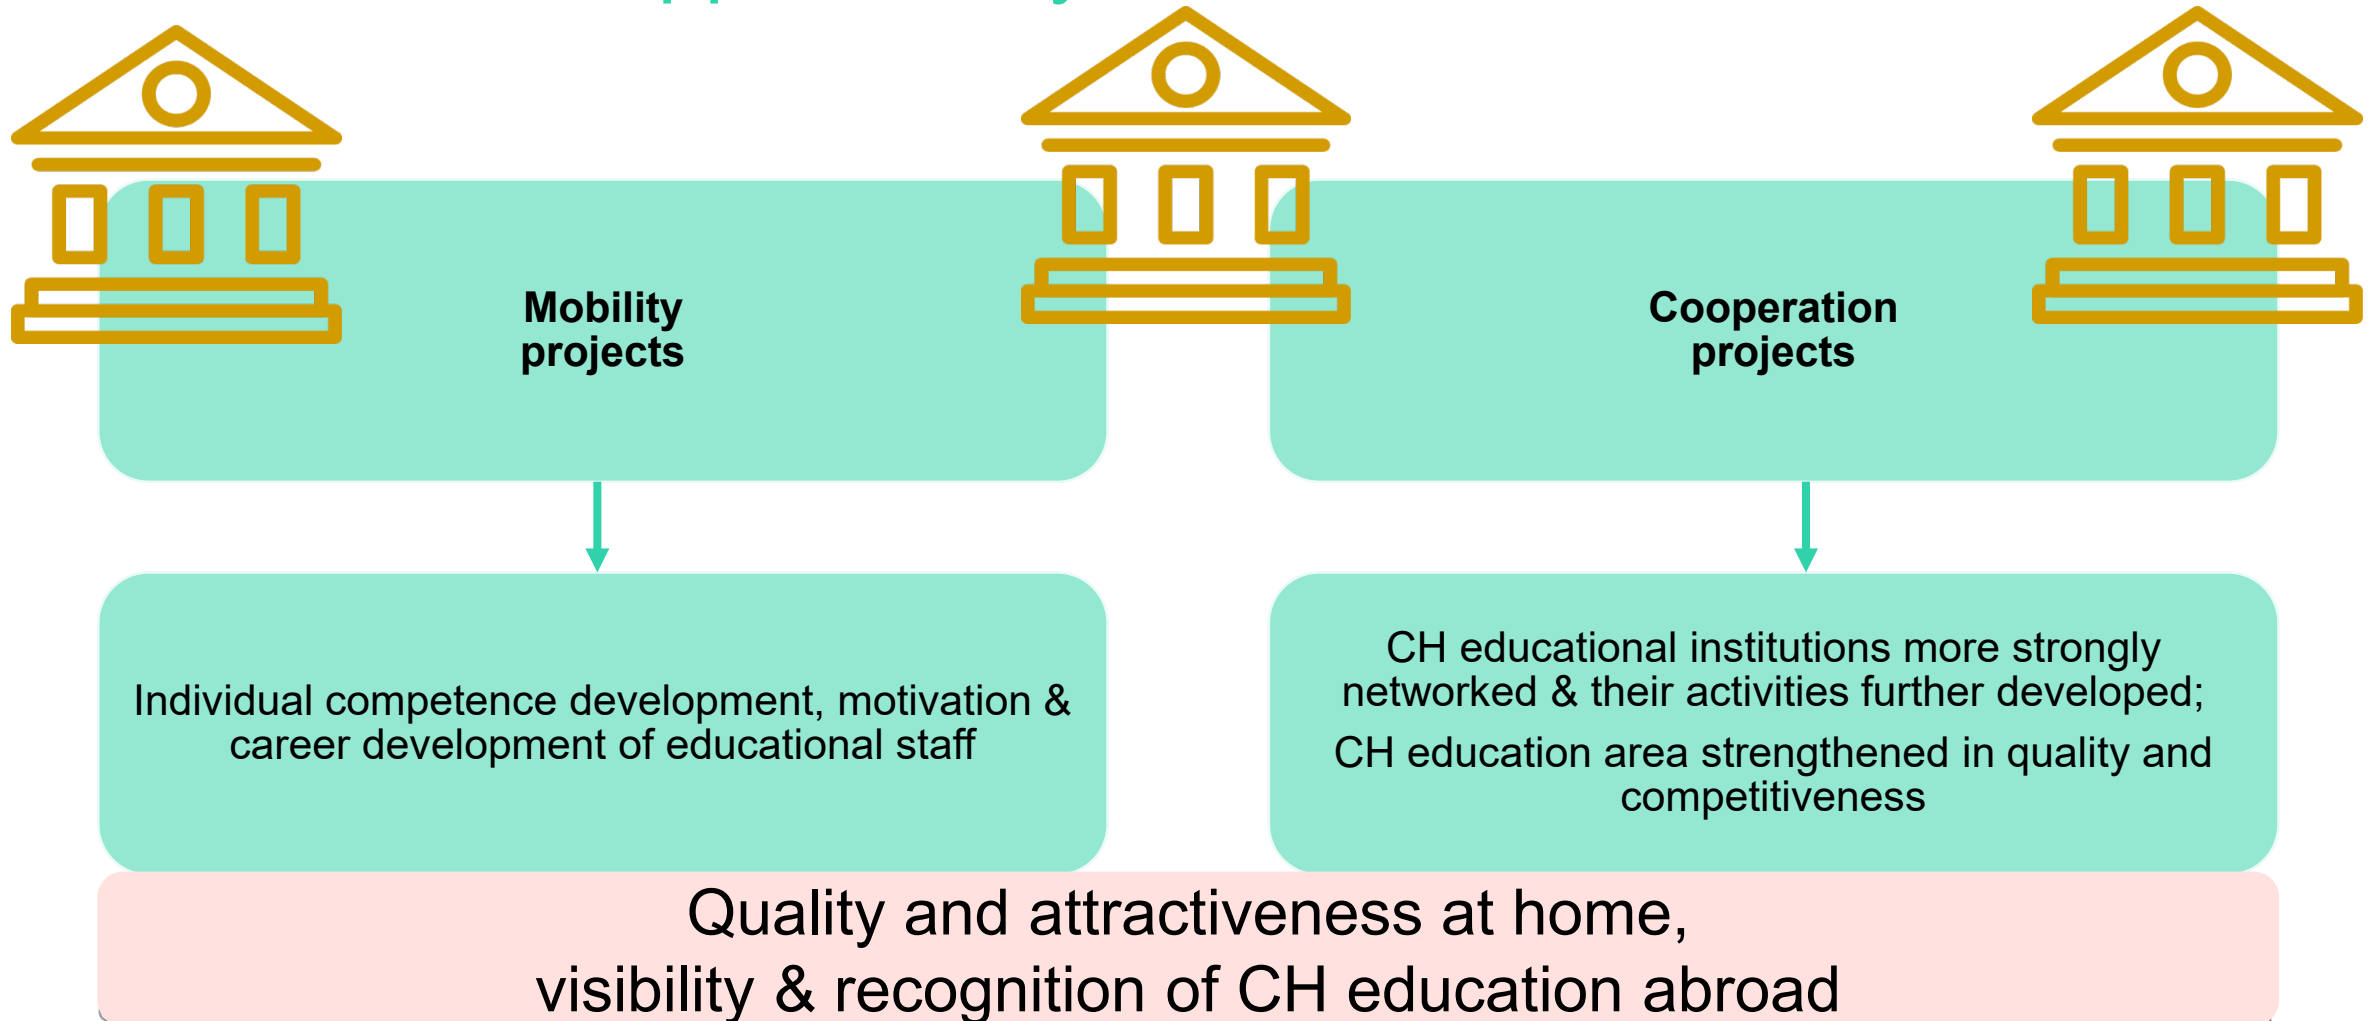 Mobility
projects
Cooperation
projects
Individual competence development, motivation &
career development of educational staff
CH educational institutions more strongly
networked & their activities further developed;
CH education area strengthened in quality and
competitiveness
Quality and attractiveness at home,
visibility & recognition of CH education abroad